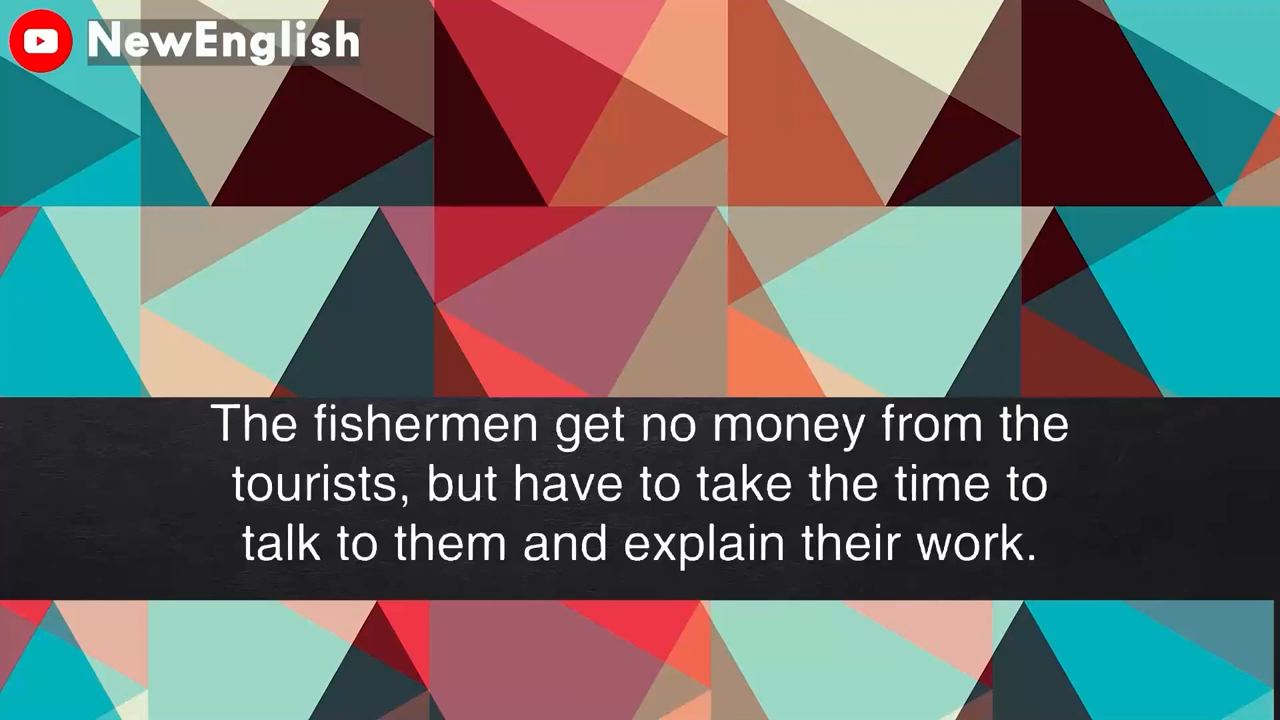 NewEnglish
The fishermen get no money from the
tourists, but have to take the time to
talk to them and explain their work.